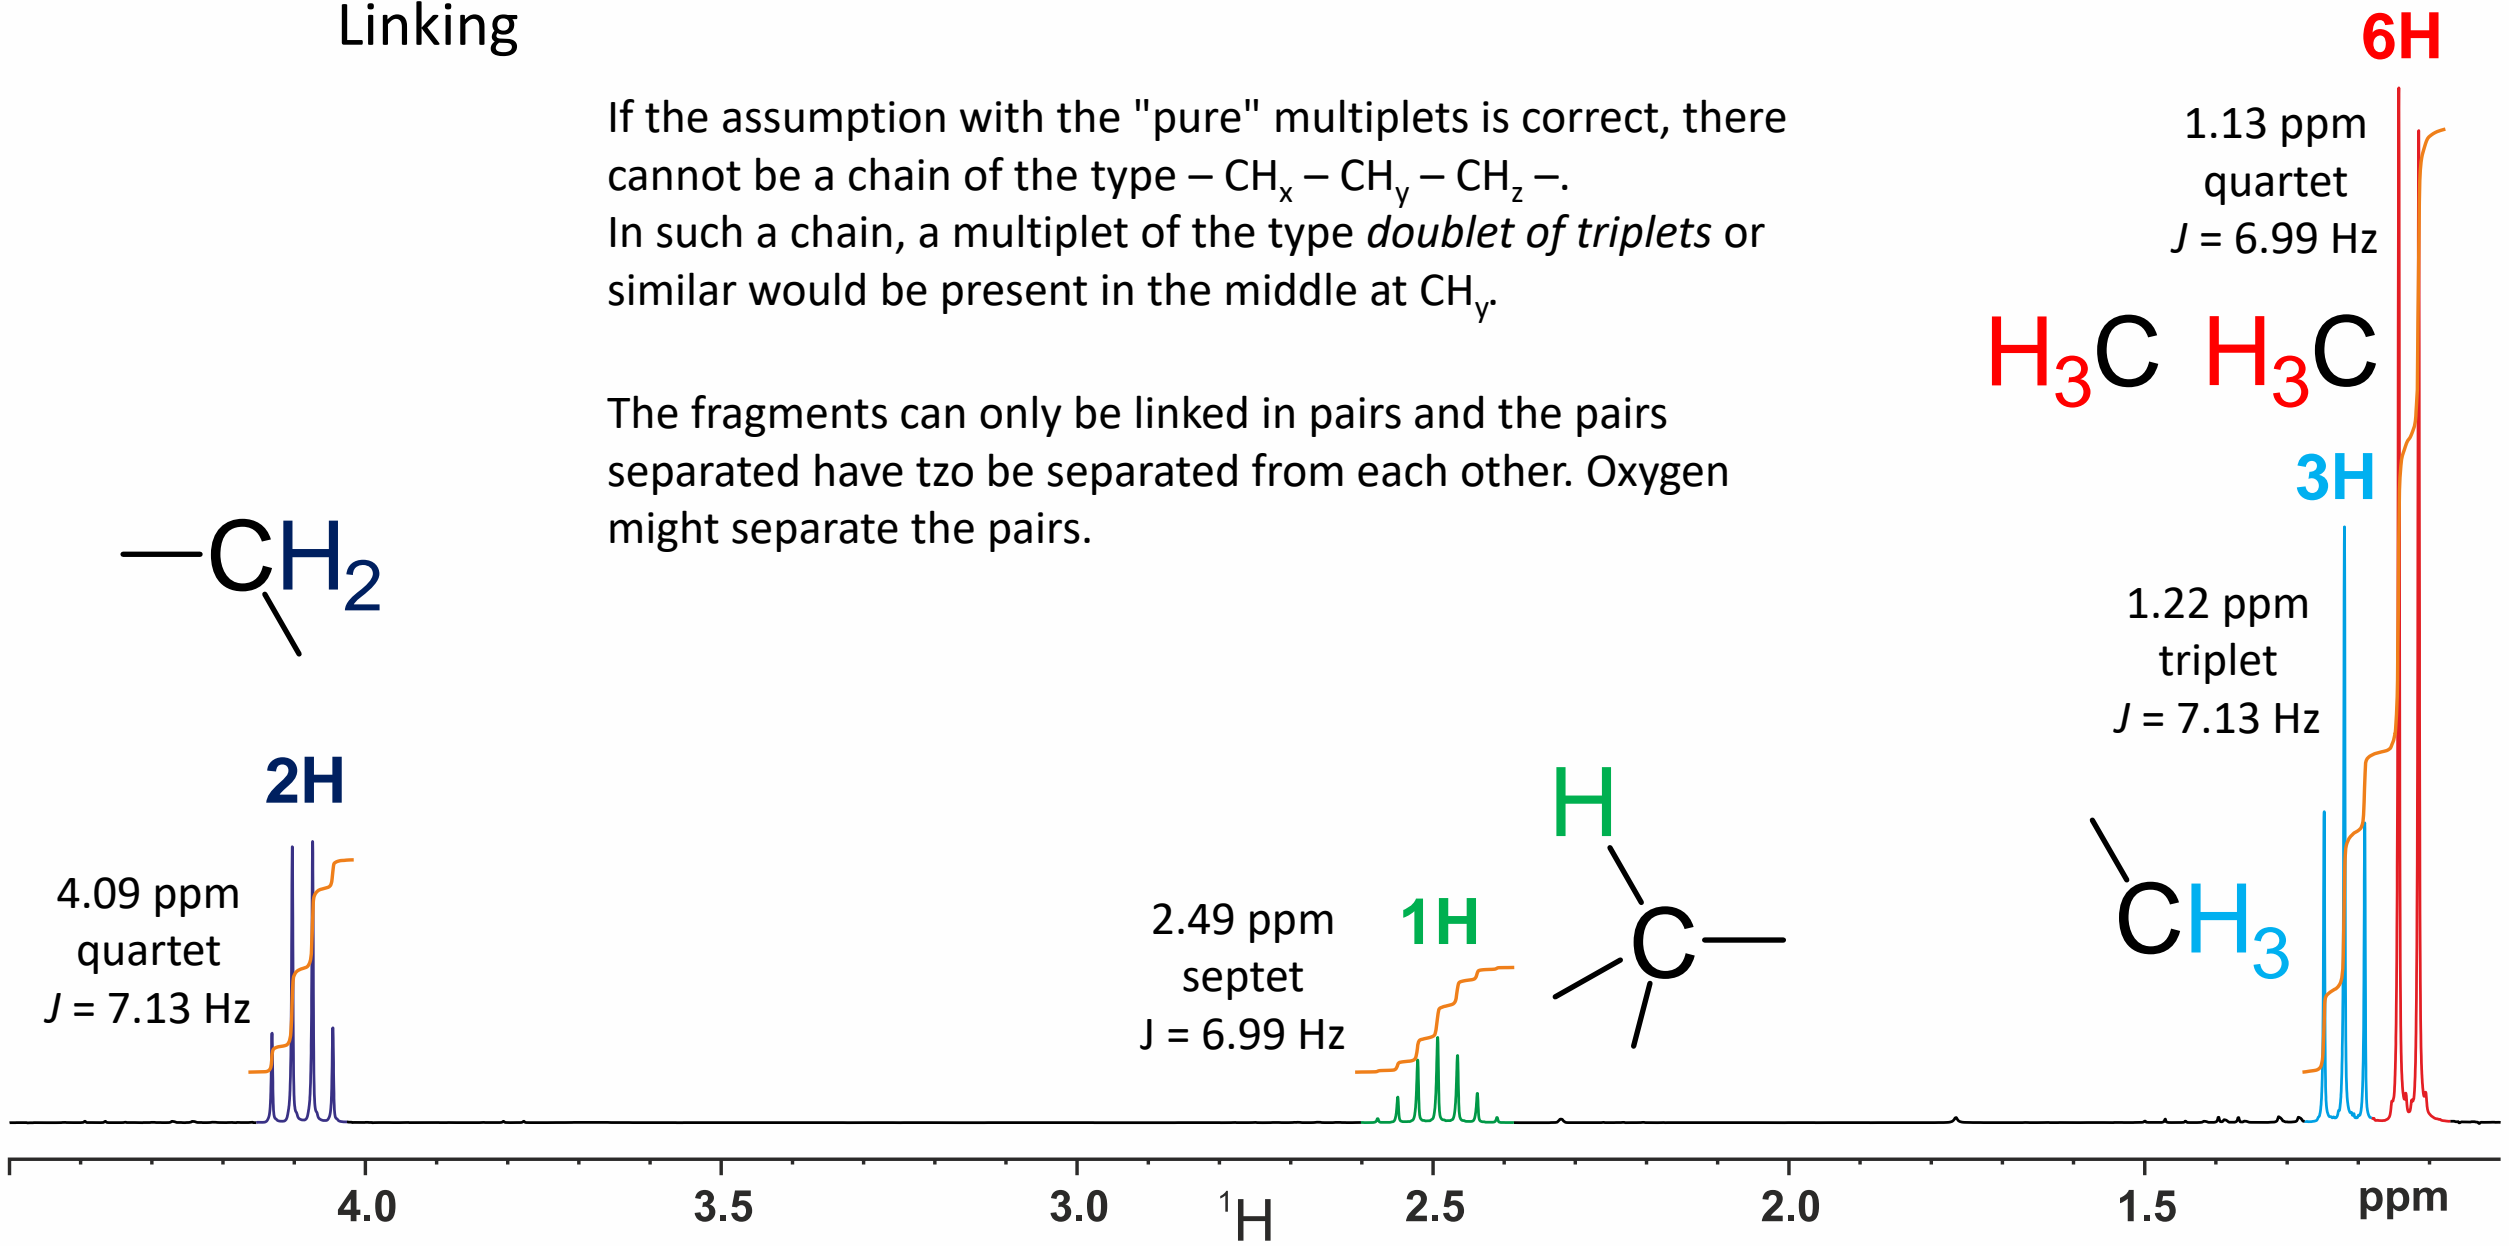 Linking
6H
If the assumption with the "pure" multiplets is correct, there
cannot be a chain of the type – CHx – CHy – CHz –.
In such a chain, a multiplet of the type doublet of triplets or
similar would be present in the middle at CHy.
The fragments can only be linked in pairs and the pairs
separated have tzo be separated from each other. Oxygen
might separate the pairs.
1.13 ppm
quartet
J = 6.99 Hz
H3C H3C
3H
1.22 ppm
triplet
J = 7.13 Hz
CH2
2H
4.09 ppm
quartet
J = 7.13 Hz
2.49 ppm
septet
J = 6.99 Hz
1H
H
C
CH3
4.0 3.5 3.0 1H 2.5 2.0 1.5 ppm